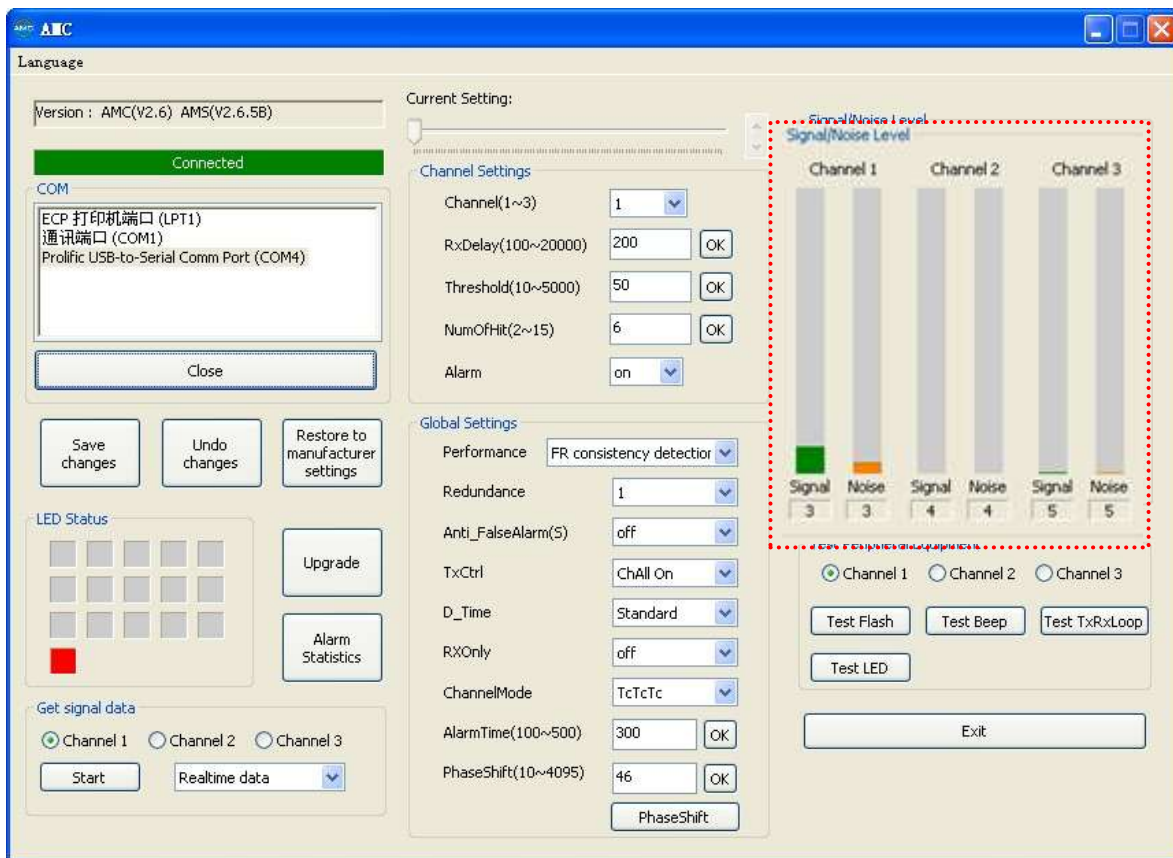 AMC
Language
Version : AMC(V2.6) AMS(V2.6.5B)
Connected
COM
ECP 打印机端口 (LPT1)
通讯端口 (COM1)
Prolific USB-to-Serial Comm Port (COM4)
Close
Save changes
Undo changes
Restore to manufacturer settings
LED Status
Upgrade
Alarm Statistics
Get signal data
Channel 1 Channel 2 Channel 3
Start Realtime data
Current Setting:
Channel Settings
Channel(1~3) 1
RxDelay(100~20000) 200 OK
Threshold(10~5000) 50 OK
NumOfHit(2~15) 6 OK
Alarm on
Global Settings
Performance FR consistency detection
Redundance 1
Anti_FalseAlarm(S) off
TxCtrl ChAll On
D_Time Standard
RXOnly off
ChannelMode TcTcTc
AlarmTime(100~500) 300 OK
PhaseShift(10~4095) 46 OK
PhaseShift
Signal/Noise Level
Signal/Noise Level
Channel 1 Channel 2 Channel 3
Signal Noise Signal Noise Signal Noise
3 3 4 4 5 5
Test Peripheral Equipment
Channel 1 Channel 2 Channel 3
Test Flash Test Beep Test TxRxLoop
Test LED
Exit